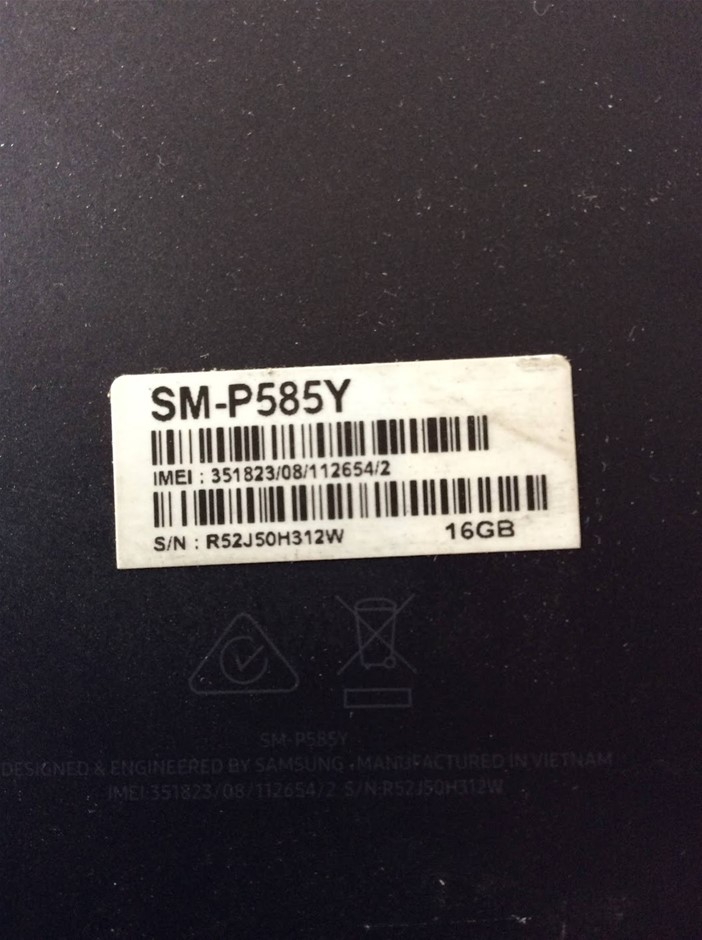 SM-P585Y
IMEI : 351823/08/112654/2
S/N : R52J50H312W 16GB
SM-P585Y
DESIGNED & ENGINEERED BY SAMSUNG MANUFACTURED IN VIETNAM
IMEI:351823/08/112654/2 S/N:R52J50H312W